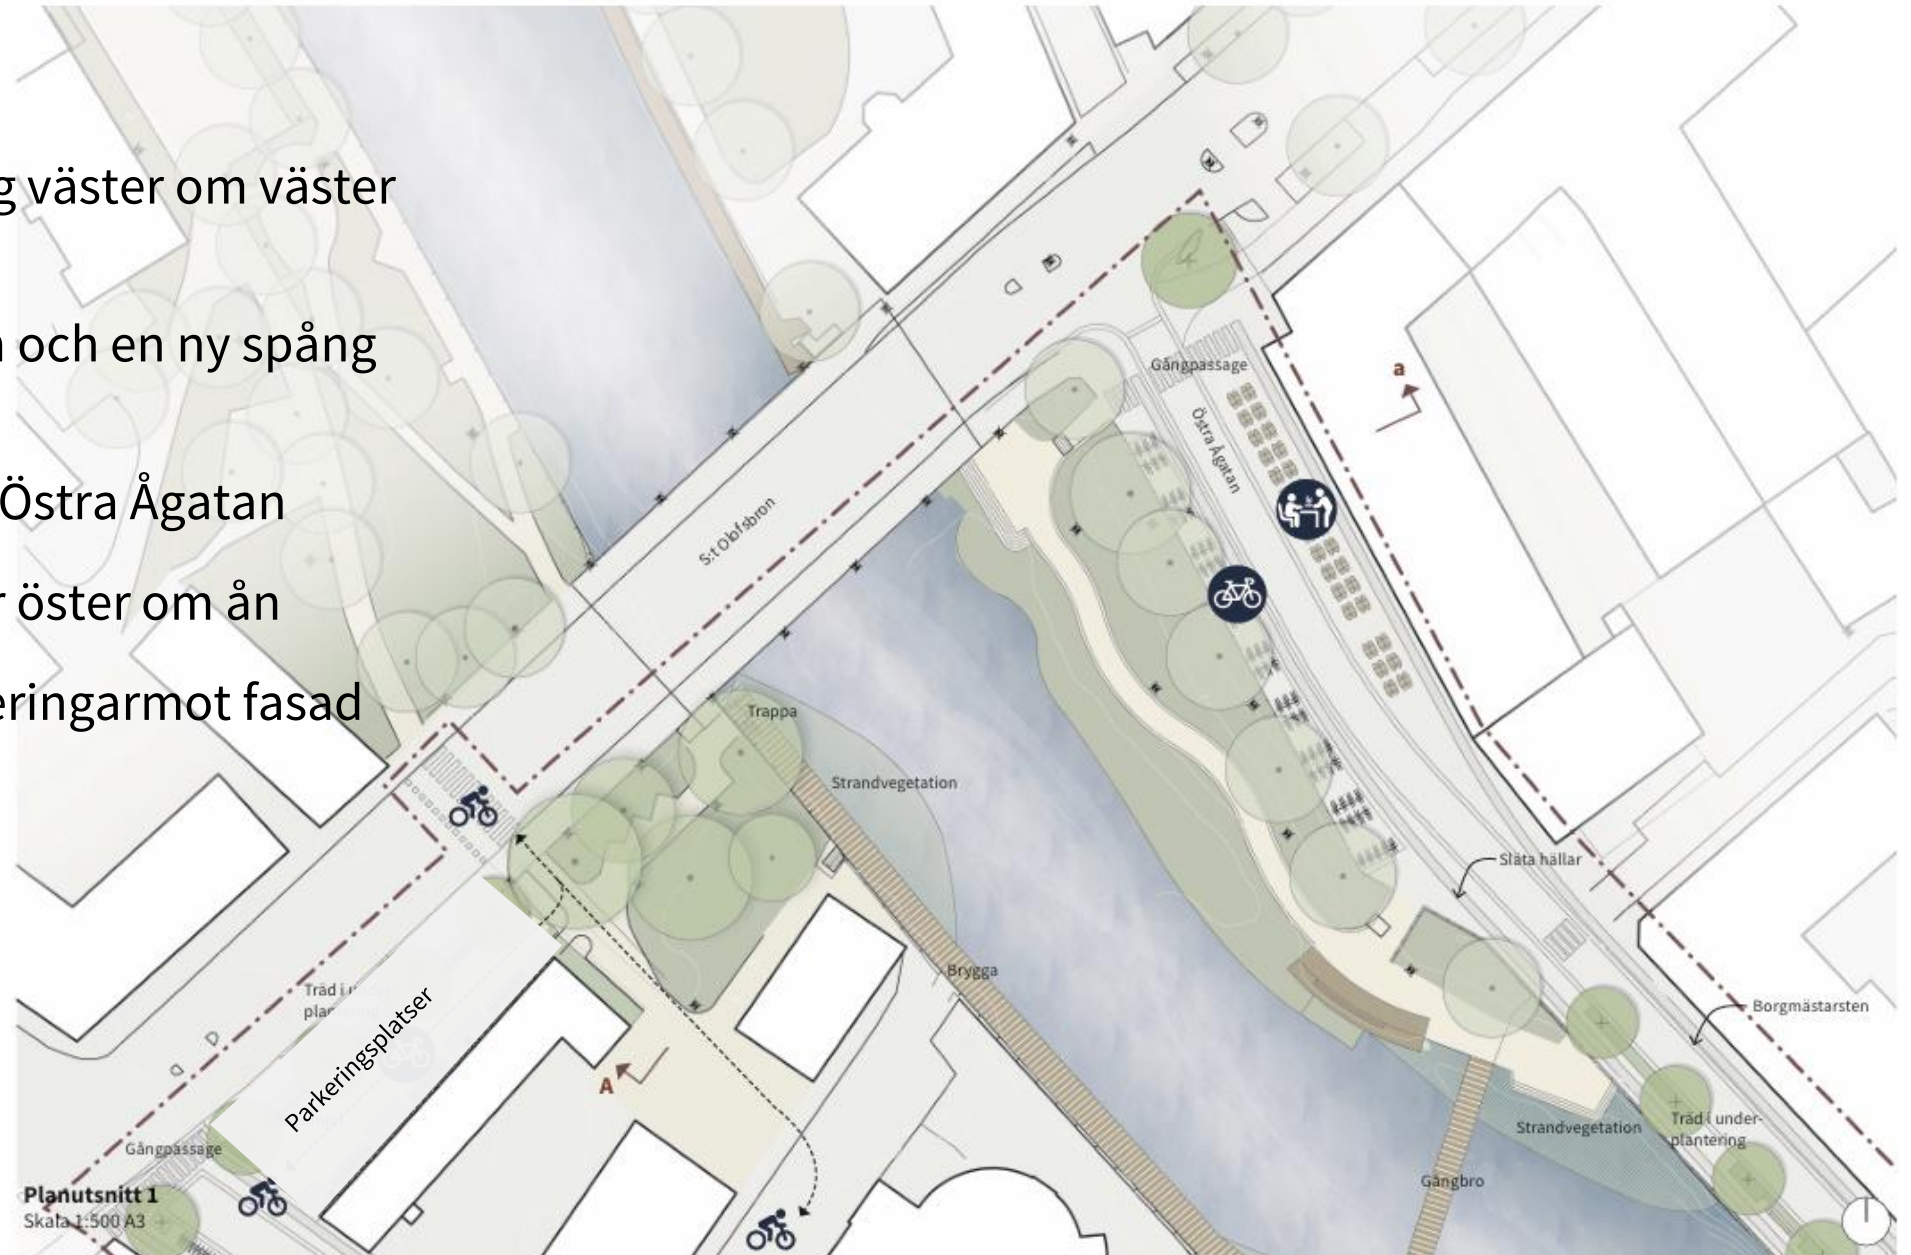 g väster om väster
och en ny spång
Östra Ågatan
r öster om ån
eringarmot fasad
Gångpassage
a
Östra Ågatan
S:t Olofsbron
Trappa
Strandvegetation
Släta hällar
Brygga
Träd i
Parkeringsplatser
Borgmästarsten
A
Strandvegetation
Träd i under-
plantering
Gångpassage
Gångbro
Planutsnitt 1
Skala 1:500 A3